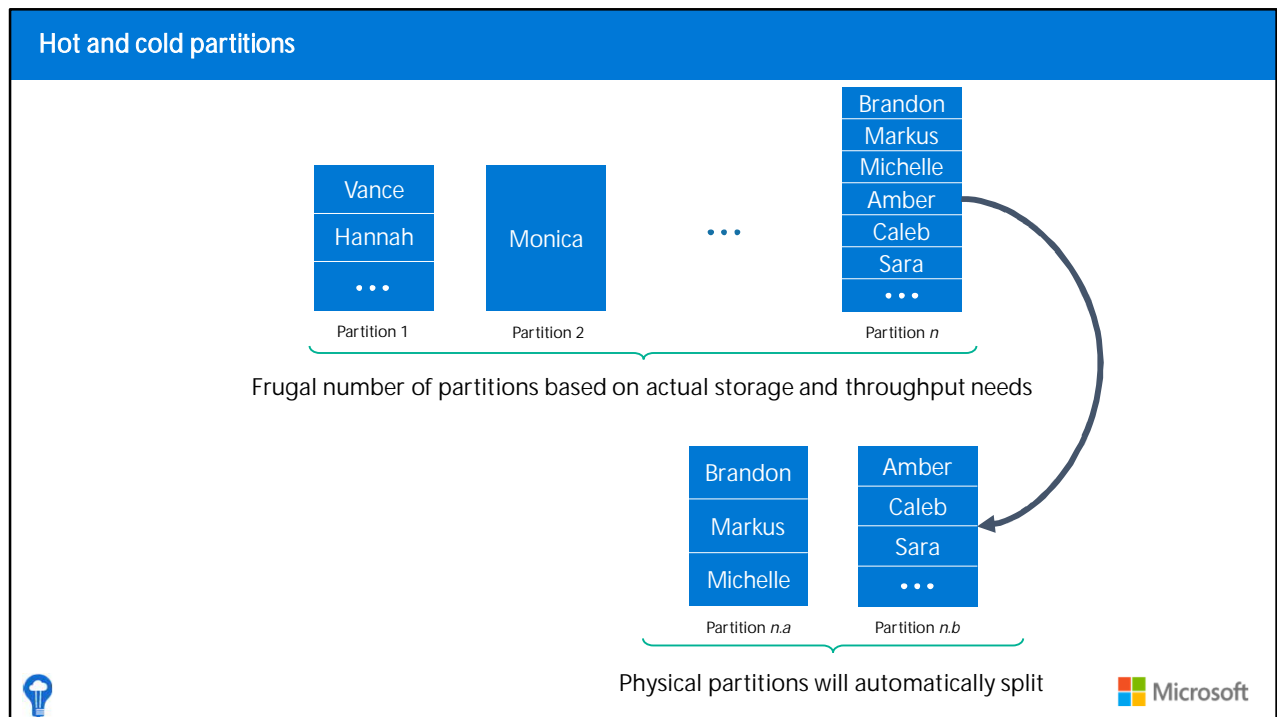 Hot and cold partitions
Vance
Hannah
•••
Partition 1
Monica
Partition 2
•••
Brandon
Markus
Michelle
Amber
Caleb
Sara
•••
Partition n
Frugal number of partitions based on actual storage and throughput needs
Brandon
Markus
Michelle
Partition n.a
Amber
Caleb
Sara
•••
Partition n.b
Physical partitions will automatically split
Microsoft